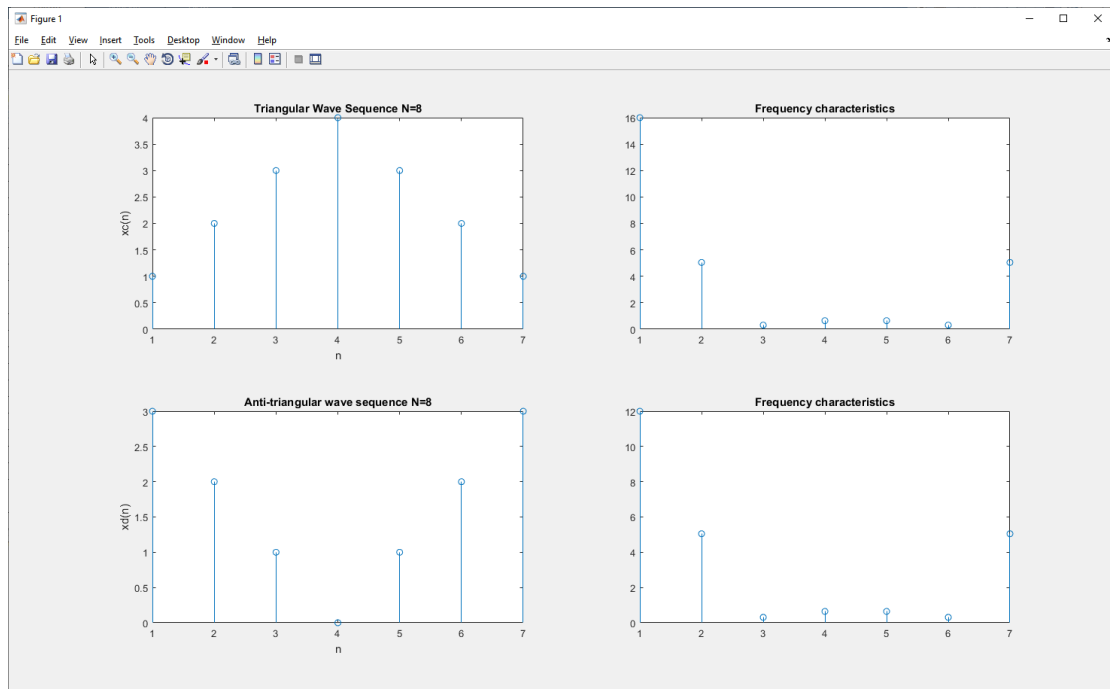 Figure 1
File Edit View Insert Tools Desktop Window Help
Triangular Wave Sequence N=8
4
3.5
3
2.5
2
1.5
1
0.5
0
xc(n)
1 2 3 4 5 6 7
n
Frequency characteristics
16
14
12
10
8
6
4
2
0
1 2 3 4 5 6 7
Anti-triangular wave sequence N=8
3
2.5
2
1.5
1
0.5
0
xd(n)
1 2 3 4 5 6 7
n
Frequency characteristics
12
10
8
6
4
2
0
1 2 3 4 5 6 7